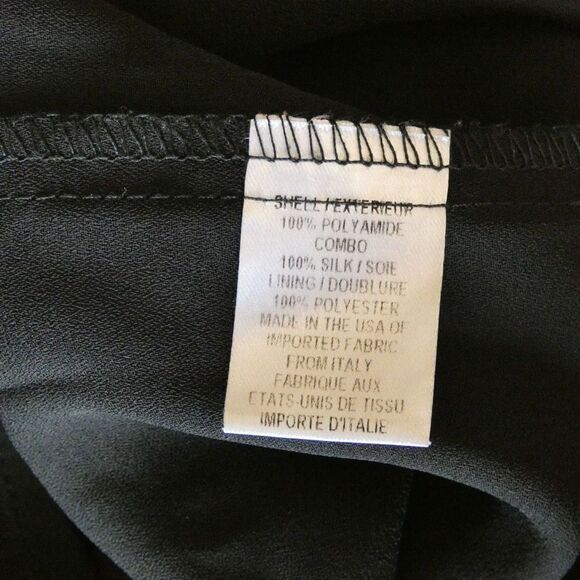 SHELL / EXTERIEUR
100% POLYAMIDE
COMBO
100% SILK / SOIE
LINING / DOUBLURE
100% POLYESTER
MADE IN THE USA OF
IMPORTED FABRIC
FROM ITALY
FABRIQUE AUX
ETATS-UNIS DE TISSU
IMPORTE D'ITALIE